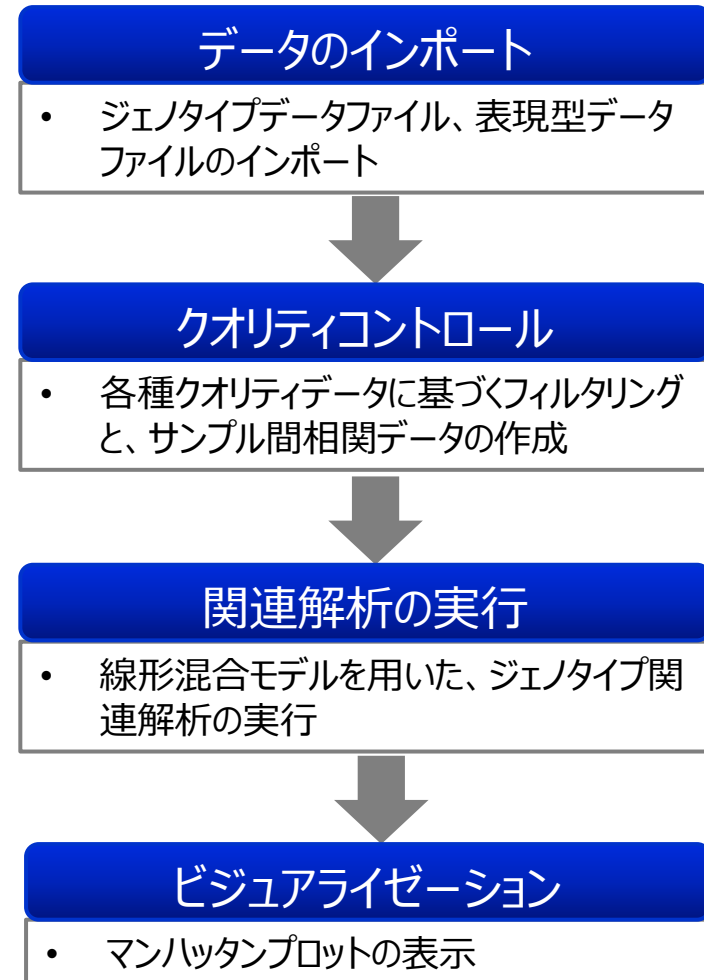 データのインポート
• ジェノタイプデータファイル、表現型データ
ファイルのインポート
クオリティコントロール
• 各種クオリティデータに基づくフィルタリング
と、サンプル間相関データの作成
関連解析の実行
• 線形混合モデルを用いた、ジェノタイプ関
連解析の実行
ビジュアライゼーション
• マンハッタンプロットの表示